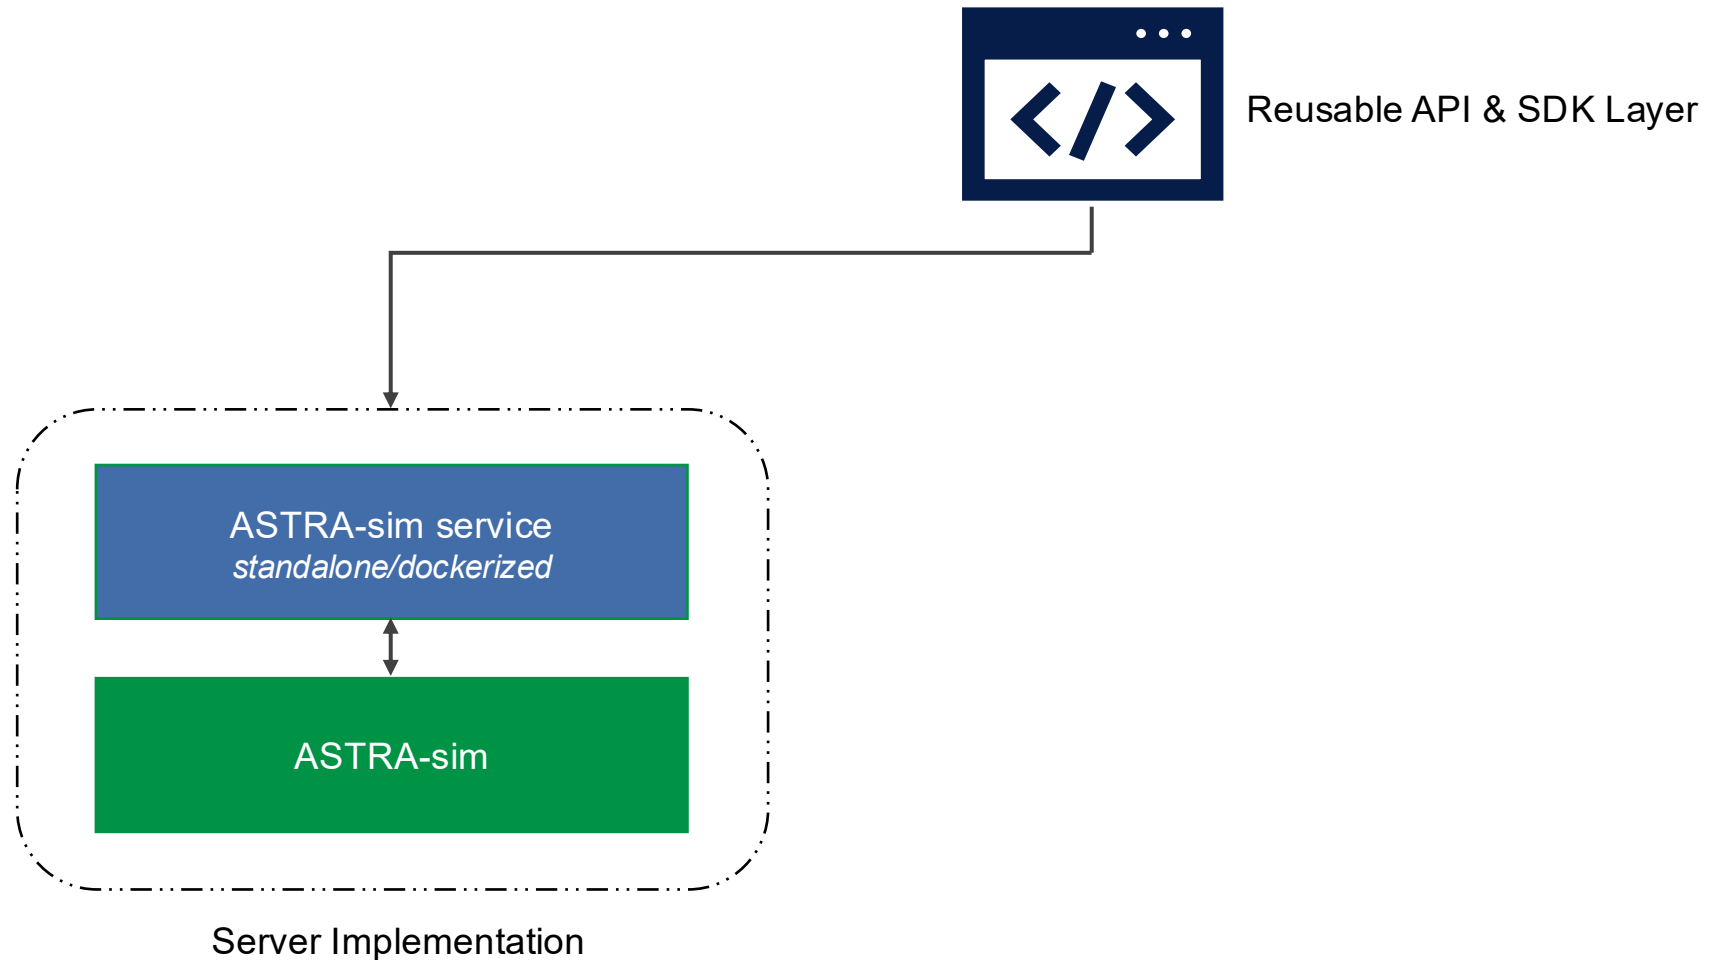 Reusable API & SDK Layer
ASTRA-sim service
standalone/dockerized
ASTRA-sim
Server Implementation